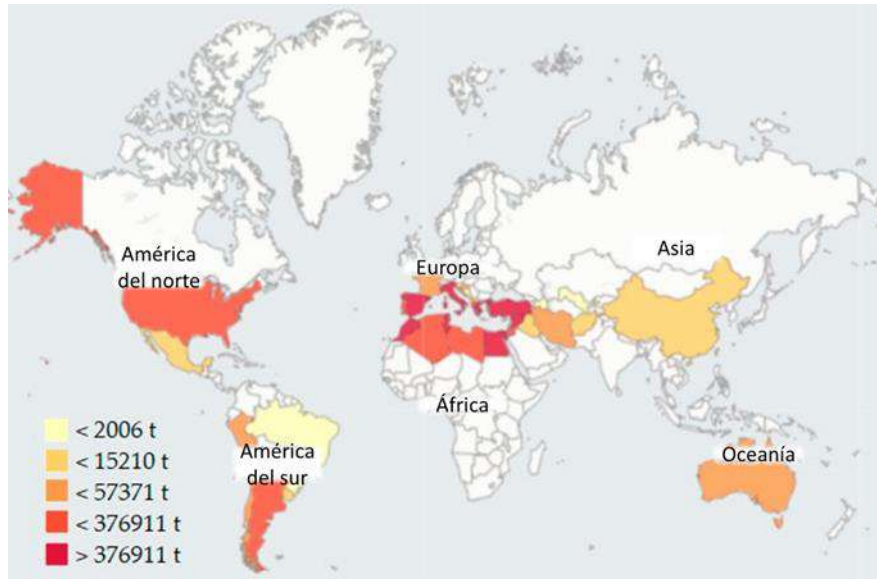 América
del norte
Europa
Asia
África
América
del sur
Oceanía
< 2006 t
< 15210 t
< 57371 t
< 376911 t
> 376911 t